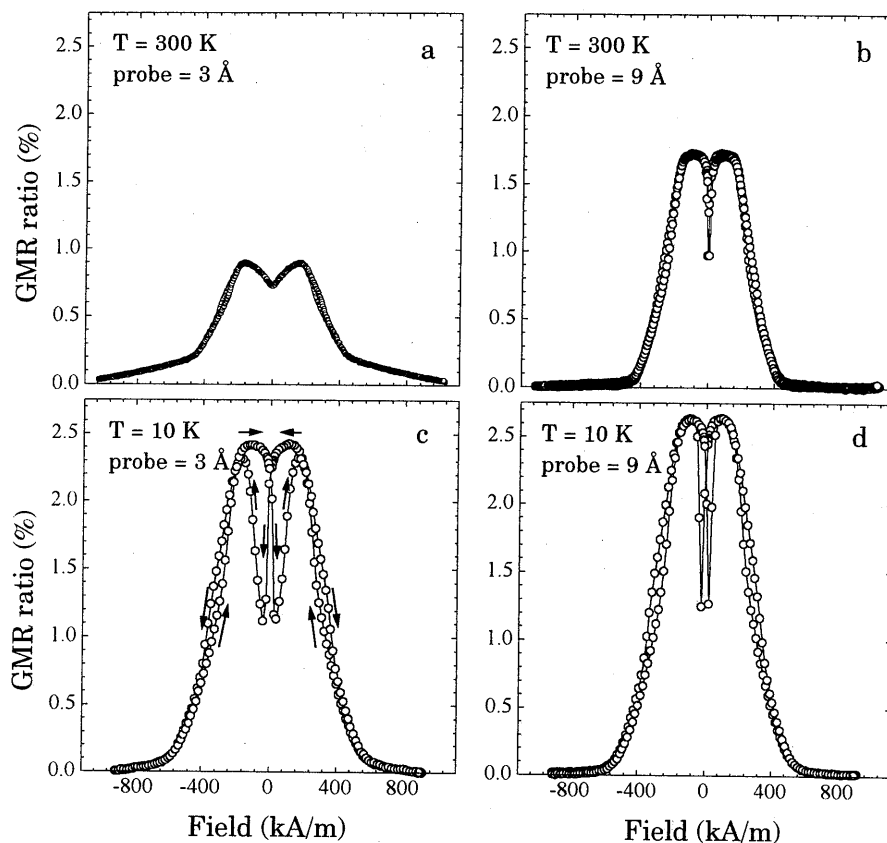 T = 300 K
probe = 3 Å
a
T = 300 K
probe = 9 Å
b
2.5
2.0
1.5
1.0
0.5
0.0
GMR ratio (%)
2.5
2.0
1.5
1.0
0.5
0.0
T = 10 K
probe = 3 Å
c
T = 10 K
probe = 9 Å
d
2.5
2.0
1.5
1.0
0.5
0.0
GMR ratio (%)
2.5
2.0
1.5
1.0
0.5
0.0
-800 -400 0 400 800
-800 -400 0 400 800
Field (kA/m)
Field (kA/m)